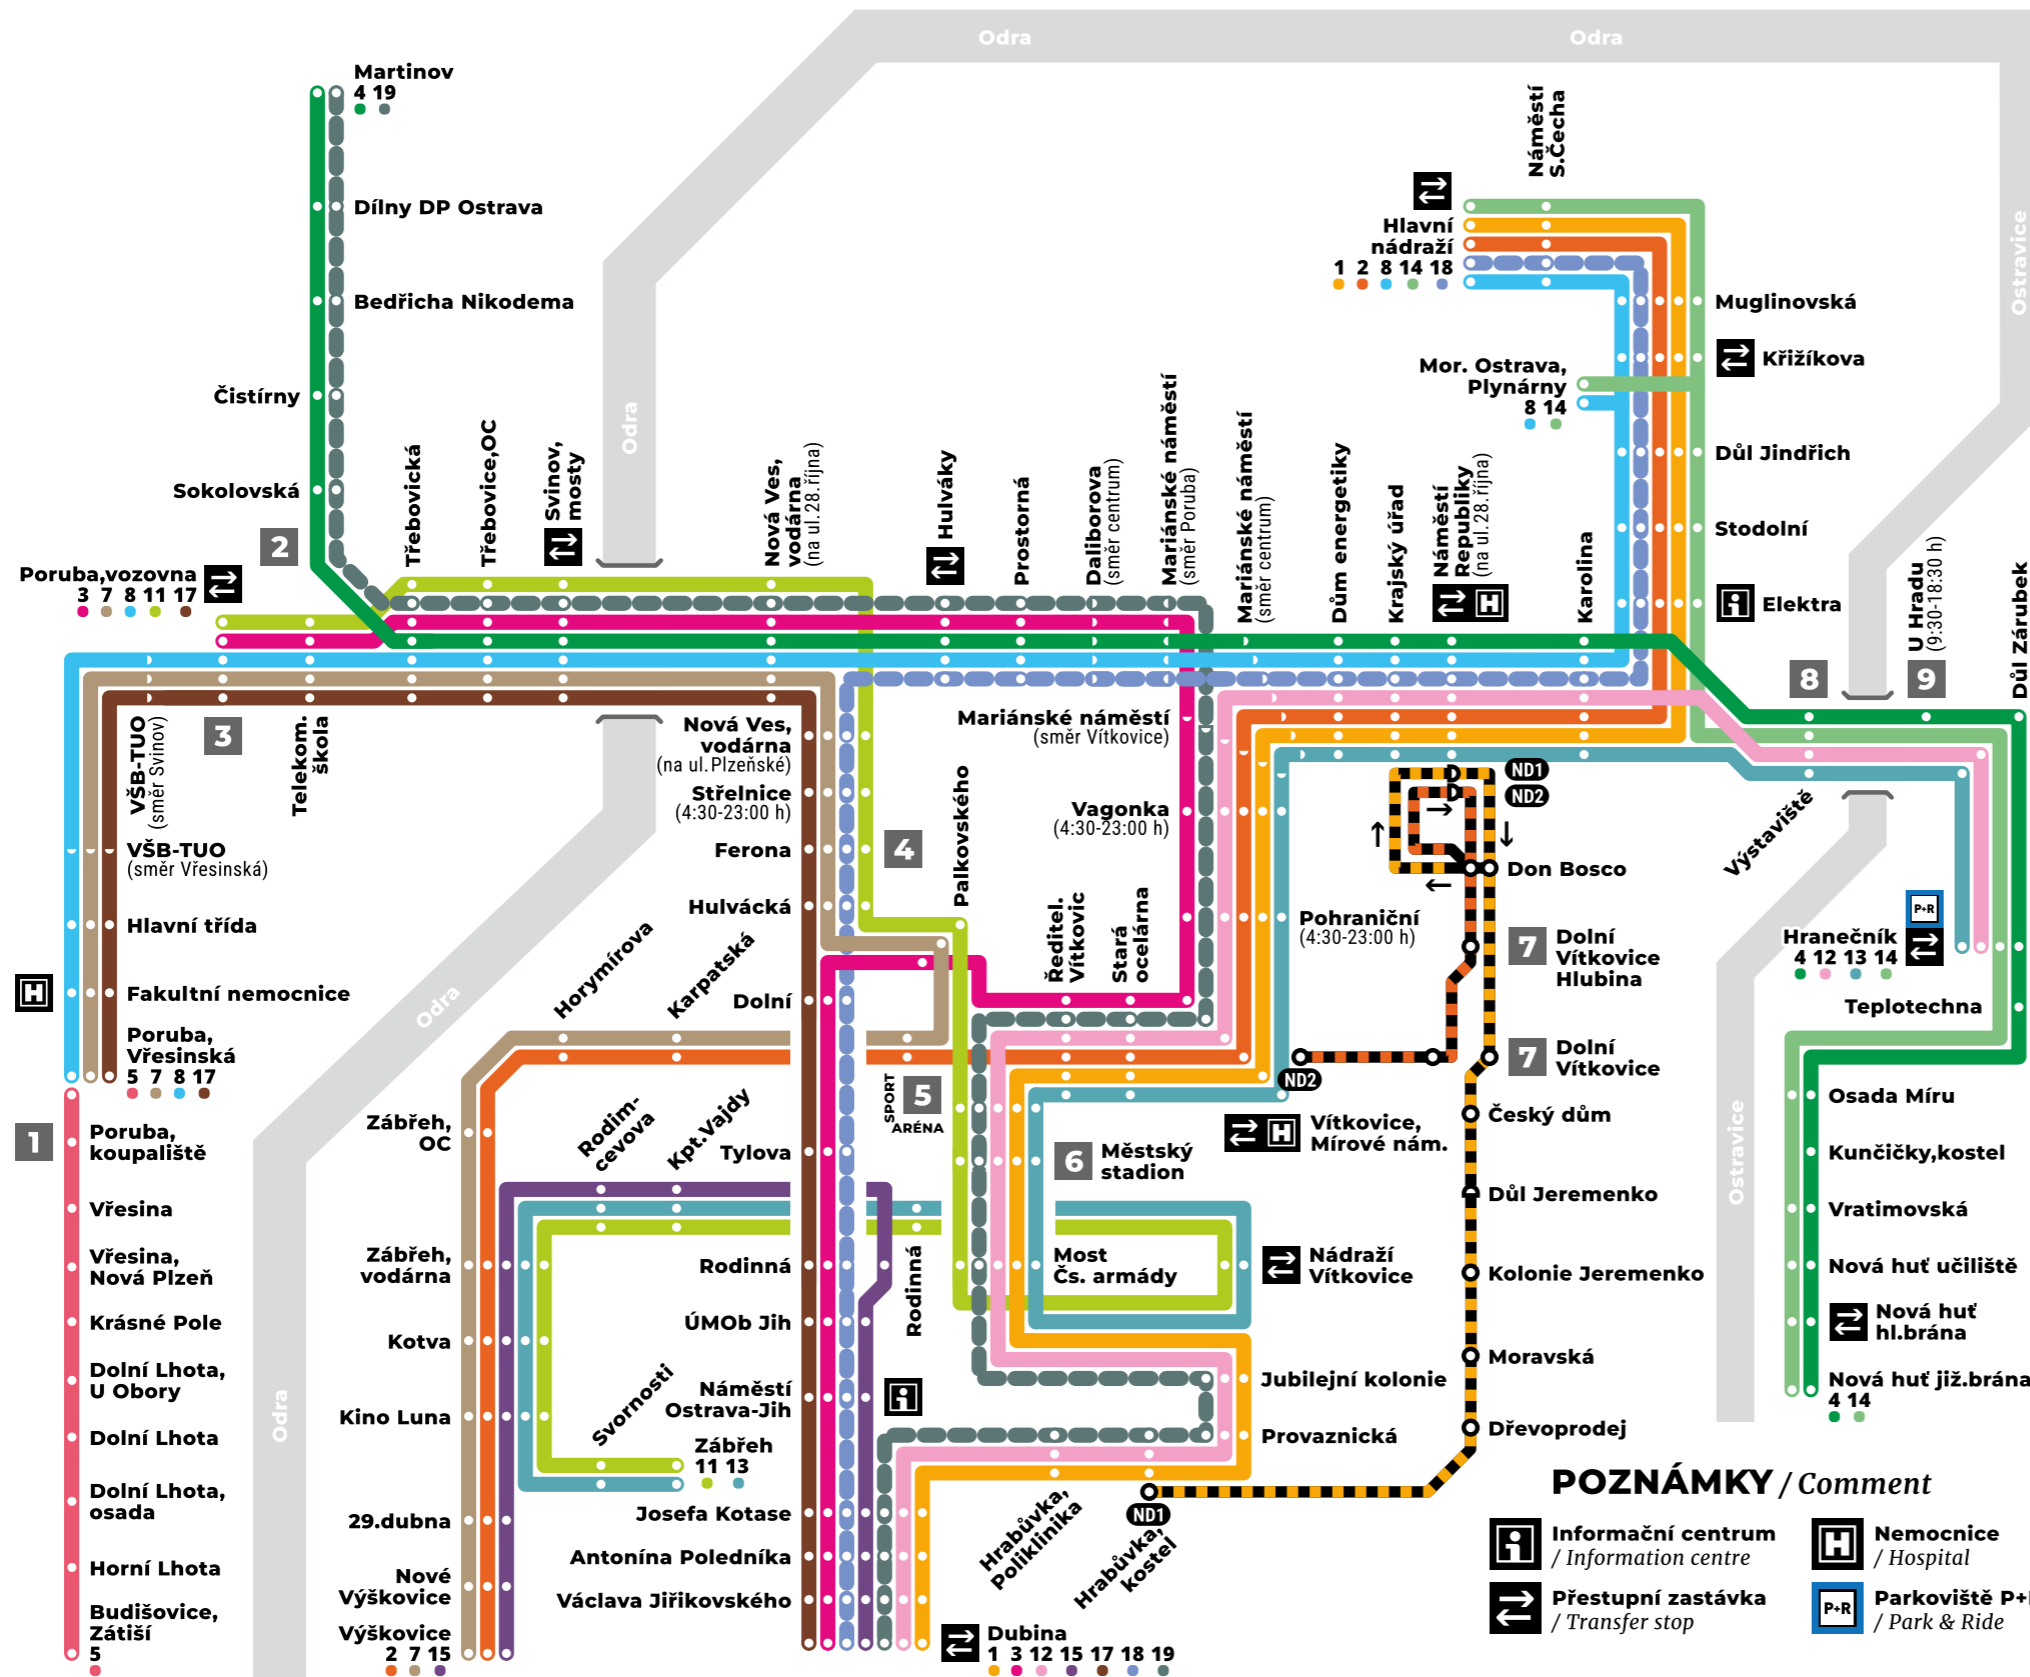 Odra
Odra
Martinov
4 19
Náměstí
S.Čecha
Dílny DP Ostrava
Hlavní
nádraží
1 2 8 14 18
Ostravice
Bedřicha Nikodema
Muglinovská
Křižíkova
Čistírny
Mor. Ostrava,
Plynárny
8 14
Odra
Důl Jindřich
Sokolovská
2
Třebovická
Třebovice,OC
Svinov,
mosty
Nová Ves,
vodárna
(na ul.28.října)
Hulváky
Prostorná
Daliborova
(směr centrum)
Mariánské náměstí
(směr Poruba)
Mariánské náměstí
(směr centrum)
Dům energetiky
Krajský úřad
Náměstí
Republiky
(na ul.28.října)
H
Karolina
Stodolní
i
Elektra
U Hradu
(9:30-18:30 h)
Důl Zárubek
Poruba,vozovna
3 7 8 11 17
8
9
VŠB-TUO
(směr Svinov)
3
Telekom.
škola
Nová Ves,
vodárna
(na ul.Plzeňské)
Střelnice
(4:30-23:00 h)
Mariánské náměstí
(směr Vítkovice)
Vagonka
(4:30-23:00 h)
ND1
ND2
Výstaviště
VŠB-TUO
(směr Vřesinská)
Ferona
4
Palkovského
Don Bosco
Hlavní třída
Hulvácká
Ředitel.
Vítkovic
Stará
ocelárna
Pohraniční
(4:30-23:00 h)
7
Dolní
Vítkovice
Hlubina
P+R
Hranečník
4 12 13 14
H
Fakultní nemocnice
Odra
Horymírova
Karpatská
Dolní
Teplotechna
Poruba,
Vřesinská
5 7 8 17
7
Dolní
Vítkovice
ND2
1
Poruba,
koupaliště
Zábřeh,
OC
Rodim-
cevova
Kpt.Vajdy
Tylova
SPORT
ARÉNA
5
6
Městský
stadion
H
Vítkovice,
Mírové nám.
Český dům
Osada Míru
Kunčičky,kostel
Ostravice
Vřesina
Důl Jeremenko
Vratimovská
Vřesina,
Nová Plzeň
Zábřeh,
vodárna
Rodinná
Rodinná
Most
Čs. armády
Nádraží
Vítkovice
Kolonie Jeremenko
Nová huť učiliště
Krásné Pole
Kotva
ÚMOb Jih
Nová huť
hl.brána
Moravská
Dolní Lhota,
U Obory
Odra
Kino Luna
Svornosti
Náměstí
Ostrava-Jih
i
Jubilejní kolonie
Nová huť již.brána
4 14
Dolní Lhota
Zábřeh
11 13
Provaznická
Dřevoprodej
Dolní Lhota,
osada
29.dubna
Josefa Kotase
Hrabůvka,
Poliklinika
ND1
Hrabůvka,
kostel
POZNÁMKY / Comment
i
Informační centrum
/ Information centre
H
Nemocnice
/ Hospital
Horní Lhota
Nové
Výškovice
Antonína Poledníka
Václava Jiřikovského
Přestupní zastávka
/ Transfer stop
P+R
Parkoviště P+
/ Park & Ride
Budišovice,
Zátiší
5
Výškovice
2 7 15
Dubina
1 3 12 15 17 18 19